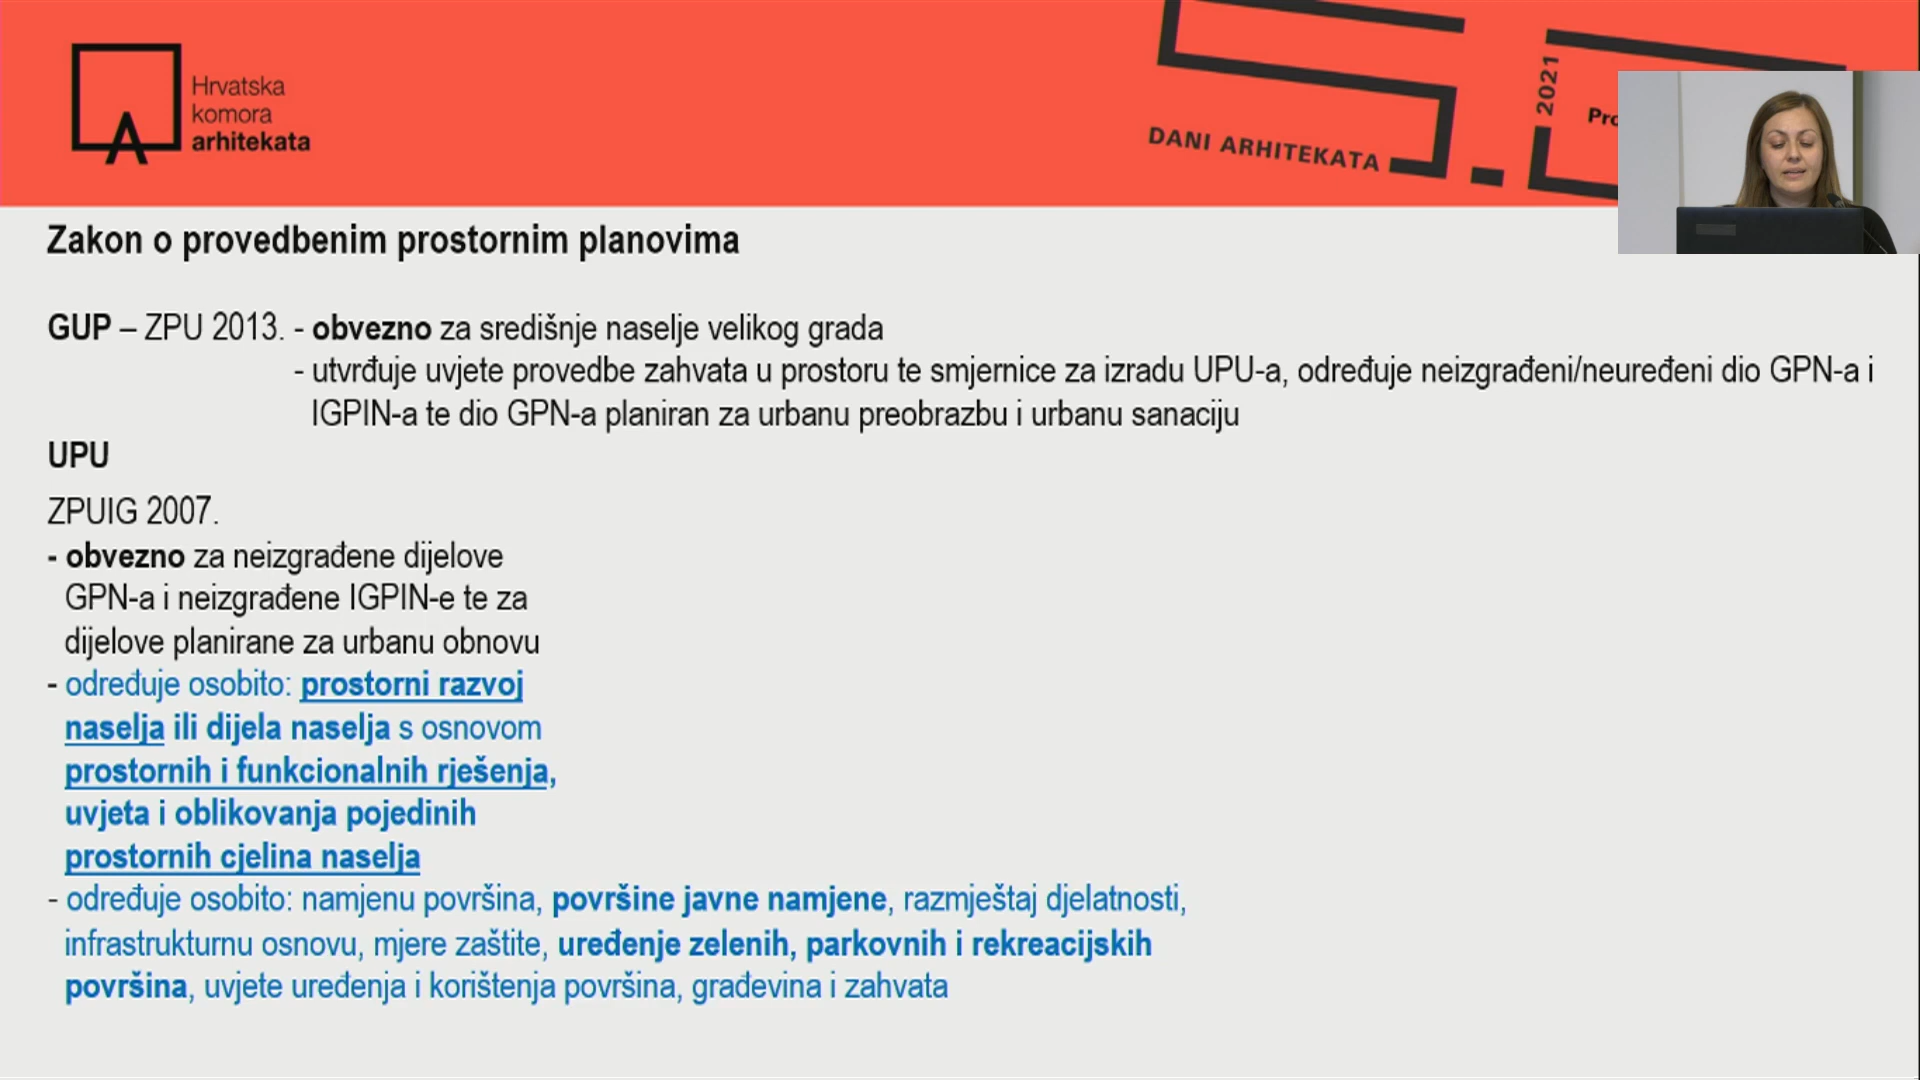 Hrvatska
komora
arhitekata
DANI ARHITEKATA
2021
Zakon o provedbenim prostornim planovima
GUP – ZPU 2013. - obvezno za središnje naselje velikog grada
- utvrđuje uvjete provedbe zahvata u prostoru te smjernice za izradu UPU-a, određuje neizgrađeni/neuređeni dio GPN-a i
IGPIN-a te dio GPN-a planiran za urbanu preobrazbu i urbanu sanaciju
UPU
ZPUIG 2007.
- obvezno za neizgrađene dijelove
GPN-a i neizgrađene IGPIN-e te za
dijelove planirane za urbanu obnovu
- određuje osobito: prostorni razvoj
naselja ili dijela naselja s osnovom
prostornih i funkcionalnih rješenja,
uvjeta i oblikovanja pojedinih
prostornih cjelina naselja
- određuje osobito: namjenu površina, površine javne namjene, razmještaj djelatnosti,
infrastrukturnu osnovu, mjere zaštite, uređenje zelenih, parkovnih i rekreacijskih
površina, uvjete uređenja i korištenja površina, građevina i zahvata